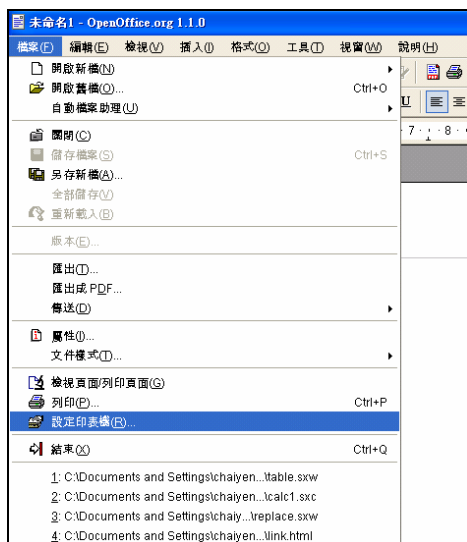 未命名1 - OpenOffice.org 1.1.0
檔案(F) 編輯(E) 檢視(V) 插入(I) 格式(O) 工具(T) 視窗(W) 說明(H)
開啟新檔(N)
開啟舊檔(O)... Ctrl+O
自動檔案助理(U)
U
7 · 8 ·
關閉(C)
儲存檔案(S) Ctrl+S
另存新檔(A)...
全部儲存(V)
重新載入(B)
版本(E)...
匯出(T)...
匯出成 PDF...
傳送(D)
屬性(I)...
文件樣式(T)...
檢視頁面/列印頁面(G)
列印(P)... Ctrl+P
設定印表機(R)...
結束(X) Ctrl+Q
1: C:\Documents and Settings\chaiyen...\table.sxw
2: C:\Documents and Settings\chaiyen...\calc1.sxc
3: C:\Documents and Settings\chaiy...\replace.sxw
4: C:\Documents and Settings\chaiyen...\link.html